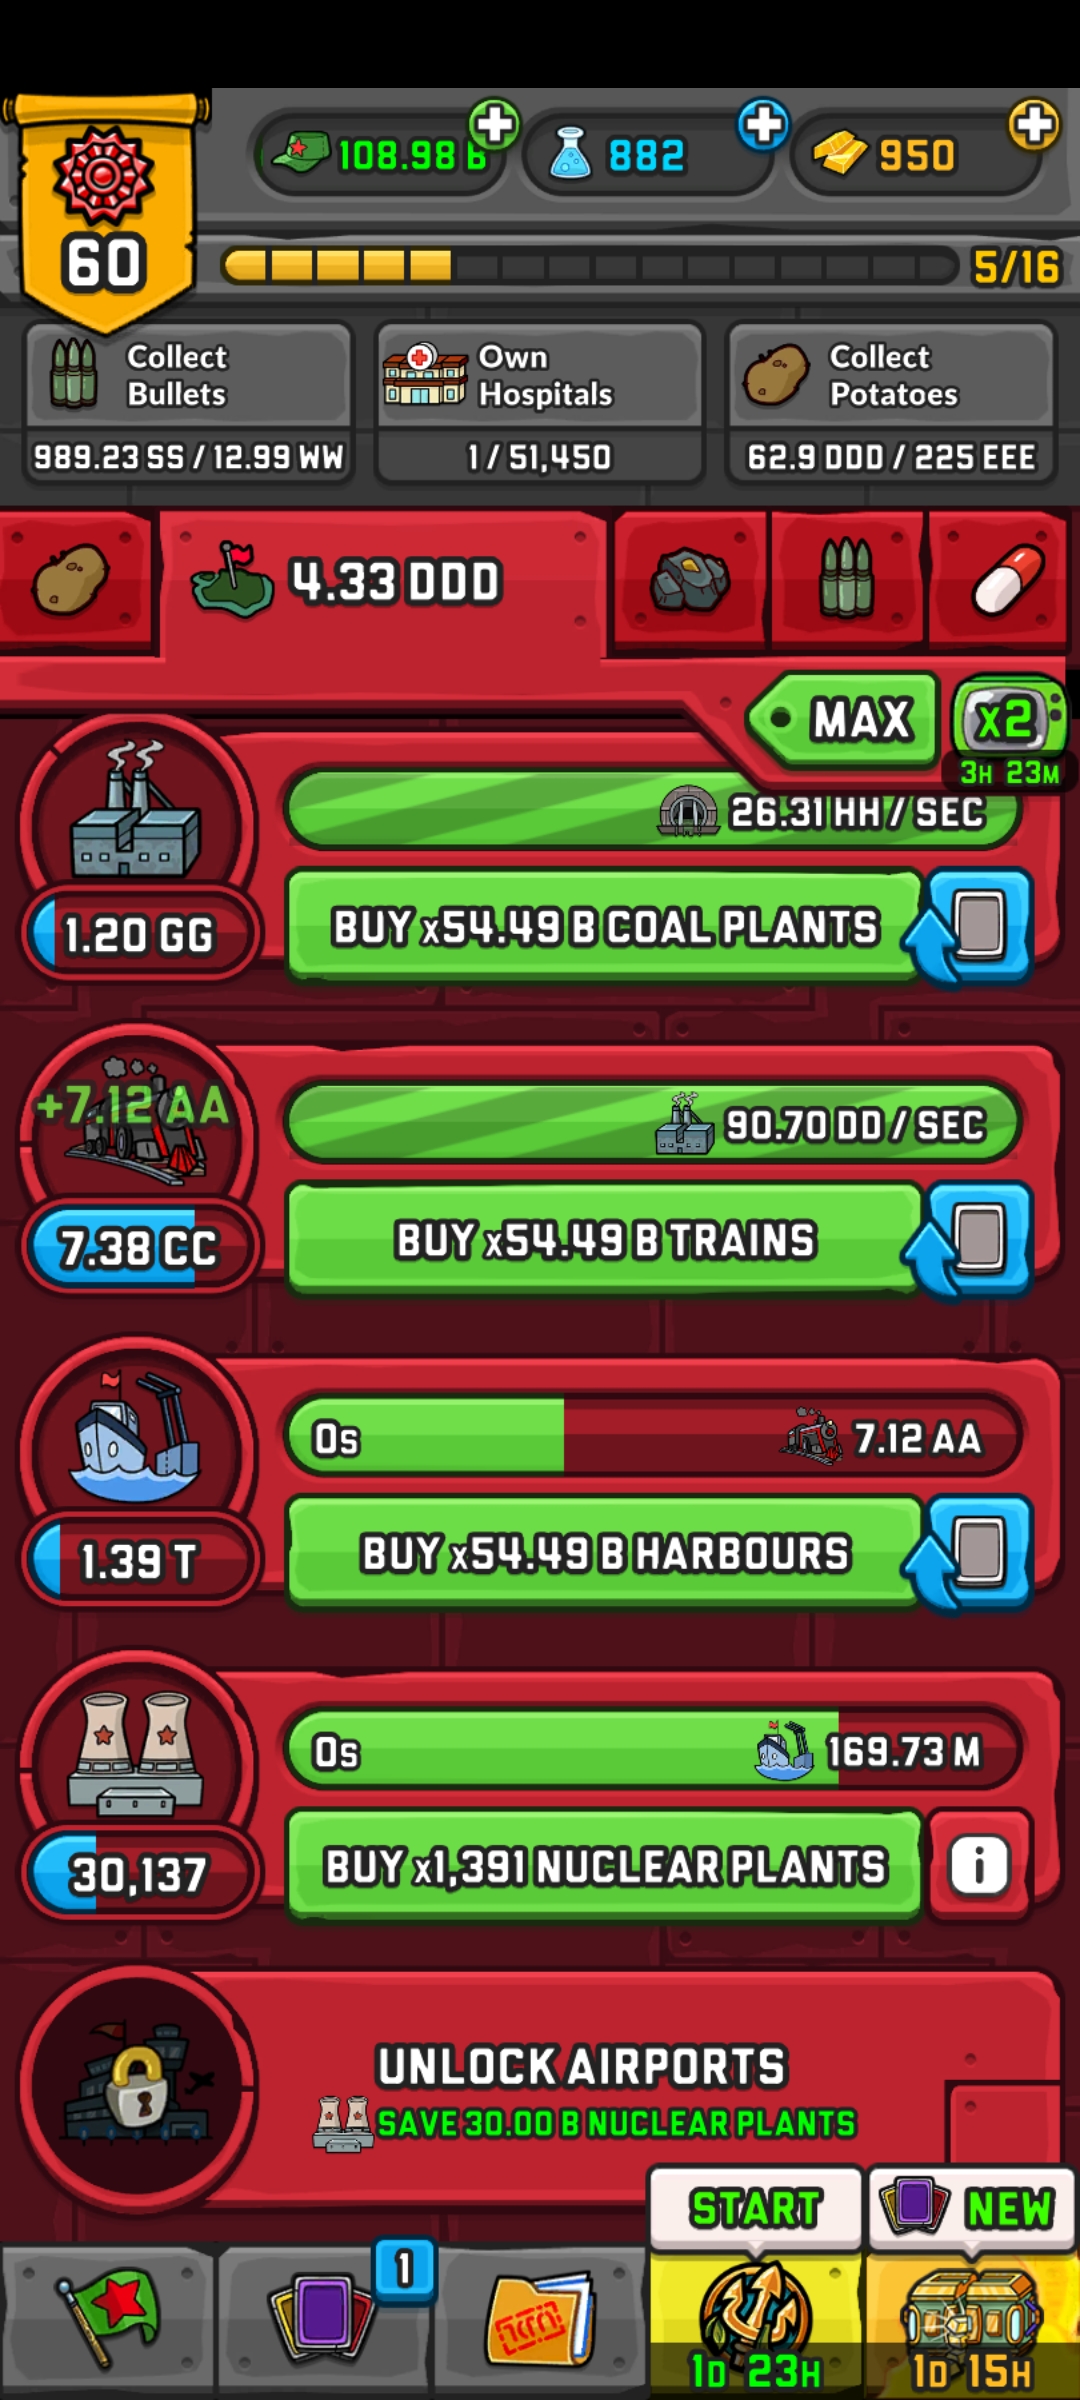 108.98 B
882
950
60
5/16
Collect
Bullets
989.23 SS / 12.99 WW
Own
Hospitals
1 / 51,450
Collect
Potatoes
62.9 DDD / 225 EEE
4.33 DDD
MAX
x2
3H 23M
26.31 HH / SEC
1.20 GG
BUY x54.49 B COAL PLANTS
+7.12 AA
90.70 DD / SEC
7.38 CC
BUY x54.49 B TRAINS
0s
7.12 AA
1.39 T
BUY x54.49 B HARBOURS
0s
169.73 M
30,137
BUY x1,391 NUCLEAR PLANTS
i
UNLOCK AIRPORTS
SAVE 30.00 B NUCLEAR PLANTS
START
NEW
1
1D 23H
1D 15H